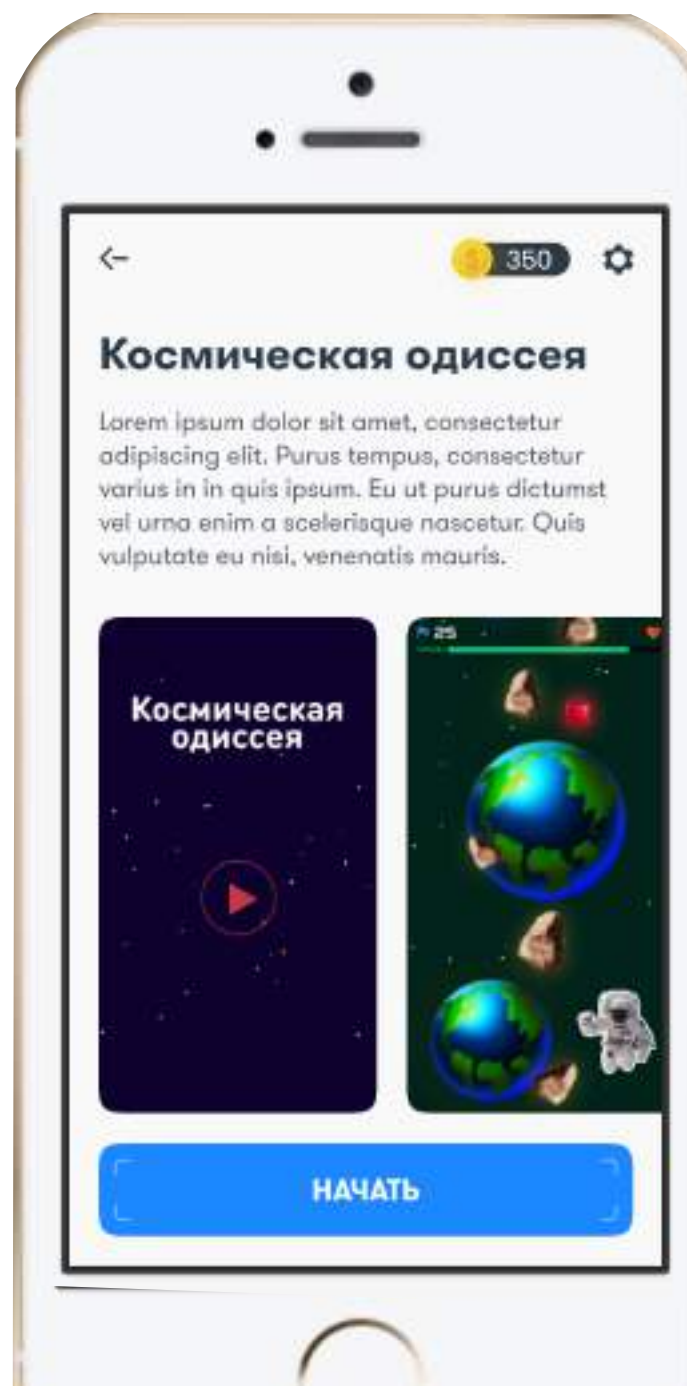 350
Космическая одиссея
Lorem ipsum dolor sit amet, consectetur
adipiscing elit. Purus tempus, consectetur
varius in in quis ipsum. Eu ut purus dictumst
vel urna enim a scelerisque nascetur. Quis
vulputate eu nisi, venenatis mauris.
Космическая
одиссея
25
НАЧАТЬ